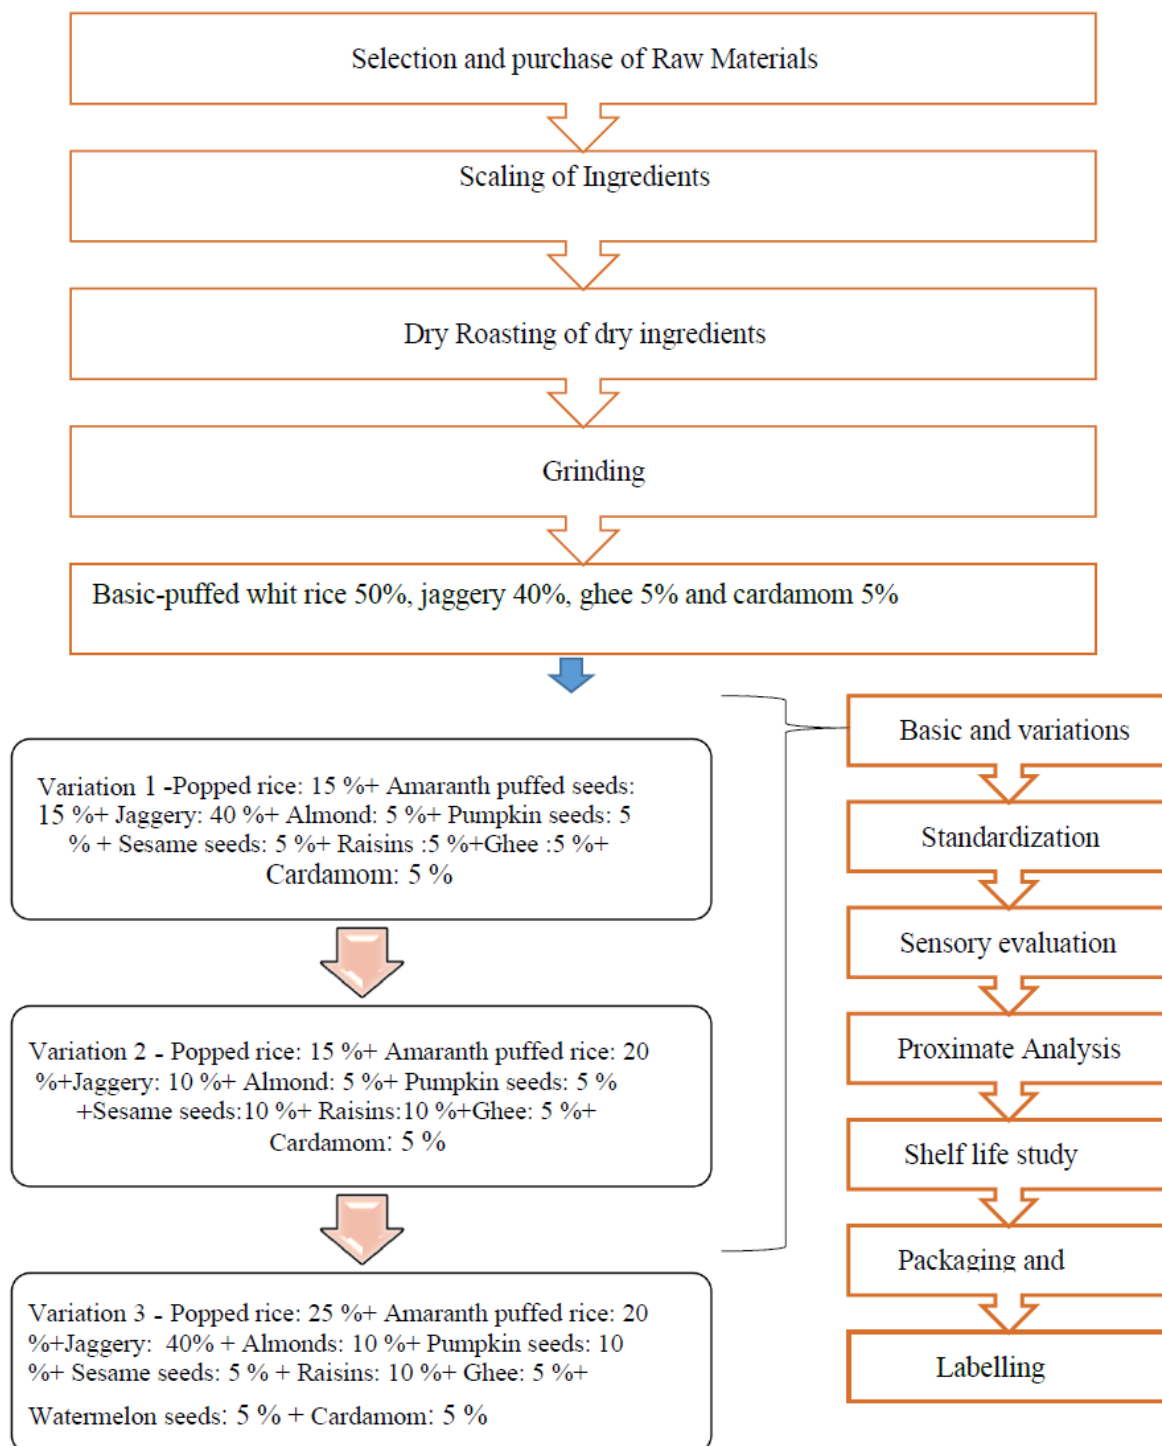 Selection and purchase of Raw Materials
Scaling of Ingredients
Dry Roasting of dry ingredients
Grinding
Basic-puffed whit rice 50%, jaggery 40%, ghee 5% and cardamom 5%
Variation 1 -Popped rice: 15 %+ Amaranth puffed seeds:
15 %+ Jaggery: 40 %+ Almond: 5 %+ Pumpkin seeds: 5
% + Sesame seeds: 5 %+ Raisins :5 %+Ghee :5 %+
Cardamom: 5 %
Variation 2 - Popped rice: 15 %+ Amaranth puffed rice: 20
%+Jaggery: 10 %+ Almond: 5 %+ Pumpkin seeds: 5 %
+Sesame seeds:10 %+ Raisins:10 %+Ghee: 5 %+
Cardamom: 5 %
Variation 3 - Popped rice: 25 %+ Amaranth puffed rice: 20
%+Jaggery:  40% + Almonds: 10 %+ Pumpkin seeds: 10
%+ Sesame seeds: 5 % + Raisins: 10 %+ Ghee: 5 %+
Watermelon seeds: 5 % + Cardamom: 5 %
Basic and variations
Standardization
Sensory evaluation
Proximate Analysis
Shelf life study
Packaging and
Labelling